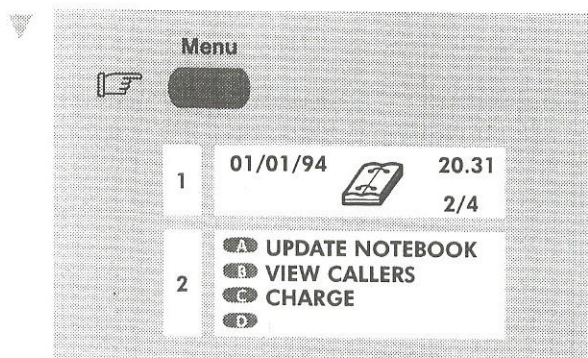 Menu
1
01/01/94 20.31
2/4
2
A UPDATE NOTEBOOK
B VIEW CALLERS
C CHARGE
D